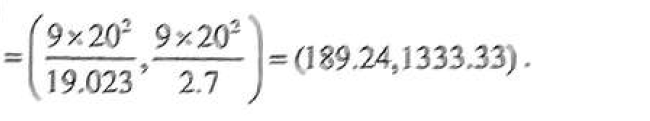 = ( 9×20² / 19.023 , 9×20² / 2.7 ) = (189.24,1333.33) .